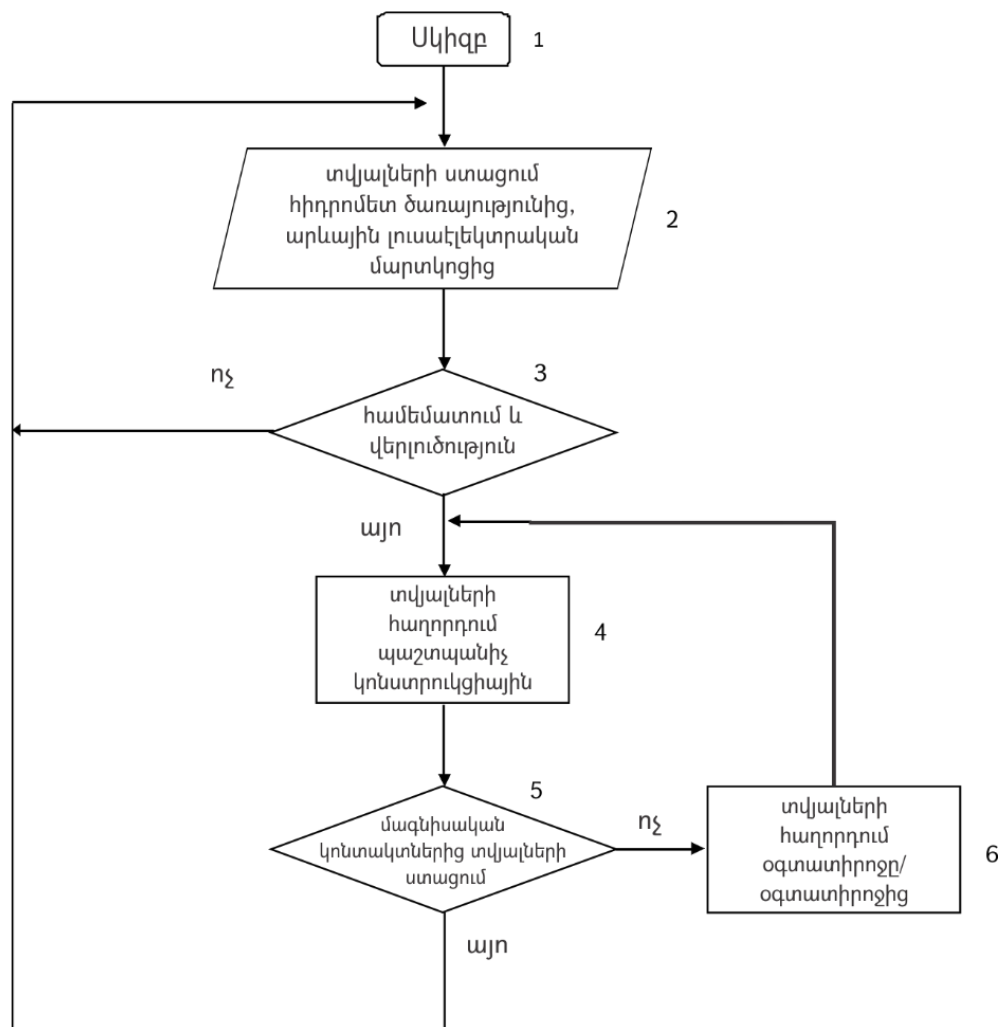 Սկիզբ
1
տվյալների ստացում
հիդրոմետ ծառայությունից,
արևային լուսաէլեկտրական
մարտկոցից
2
ոչ
3
համեմատում և
վերլուծություն
այո
տվյալների
հաղորդում
պաշտպանիչ
կոնստրուկցիային
4
5
մագնիսական
կոնտակտներից տվյալների
ստացում
ոչ
տվյալների
հաղորդում
օգտատիրոջը/
օգտատիրոջից
6
այո